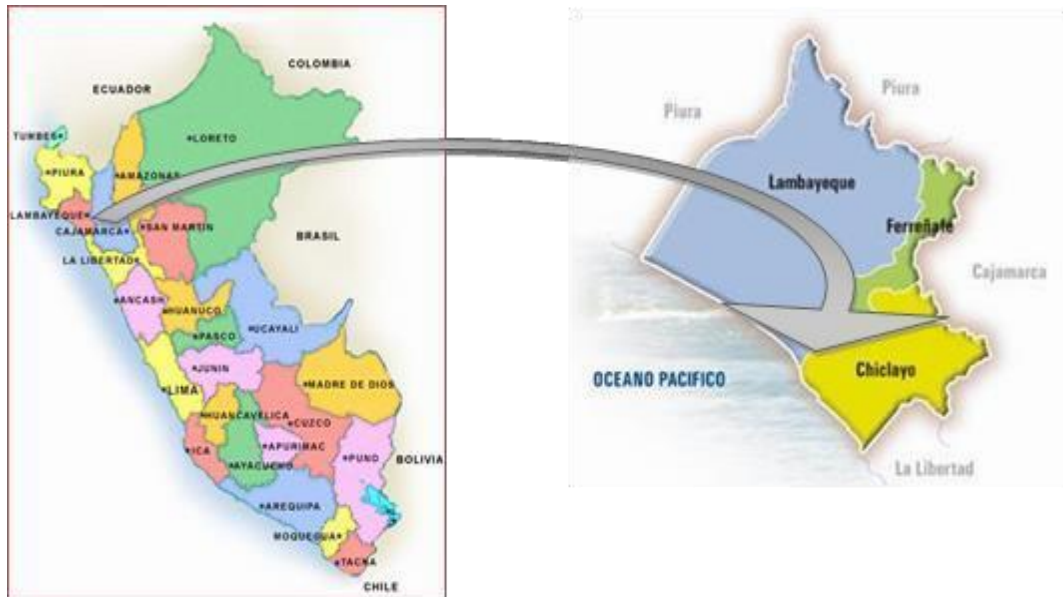 COLOMBIA
ECUADOR
TUMBES
LORETO
PIURA
AMAZONAS
LAMBAYEQUE
CAJAMARCA
SAN MARTIN
BRASIL
LA LIBERTAD
ANCASH
HUANUCO
UCAYALI
PASCO
JUNIN
LIMA
MADRE DE DIOS
HUANCAVELICA
CUZCO
ICA
APURIMAC
PUNO
BOLIVIA
AYACUCHO
AREQUIPA
MOQUEGUA
TACNA
CHILE
Piura
Piura
Lambayeque
Ferreñafe
Cajamarca
OCEANO PACIFICO
Chiclayo
La Libertad